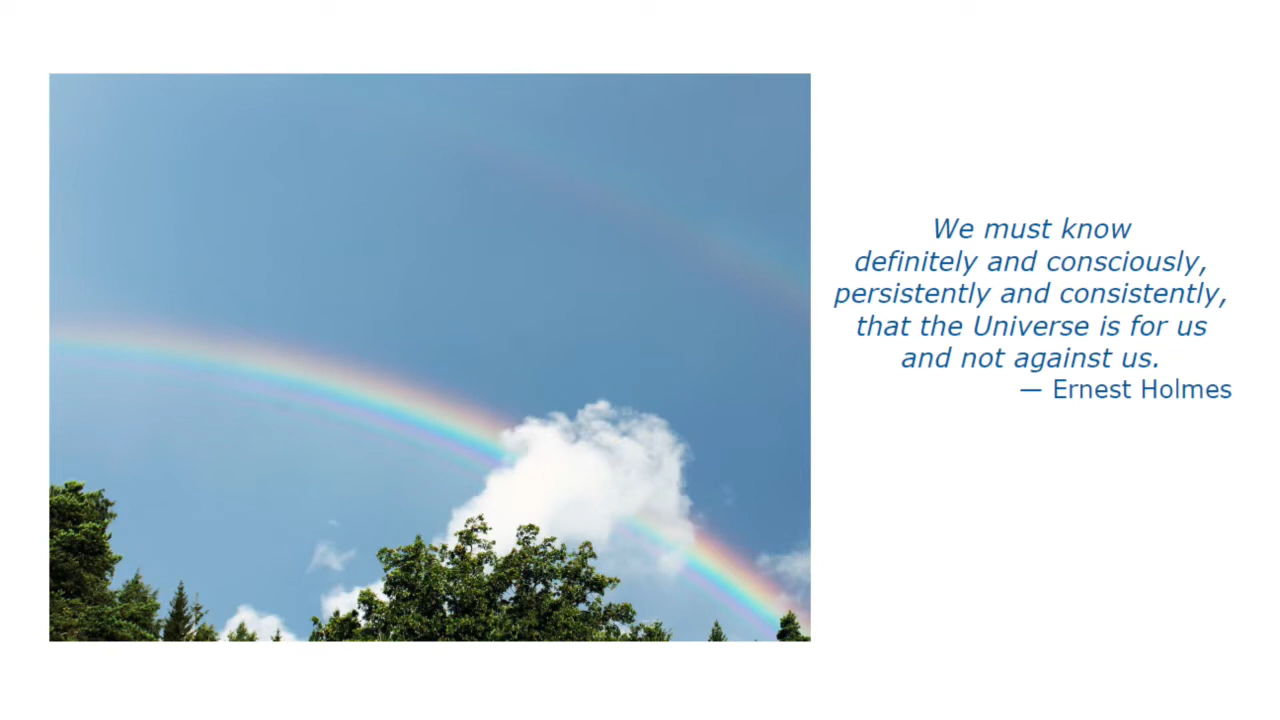 We must know
definitely and consciously,
persistently and consistently,
that the Universe is for us
and not against us.
— Ernest Holmes